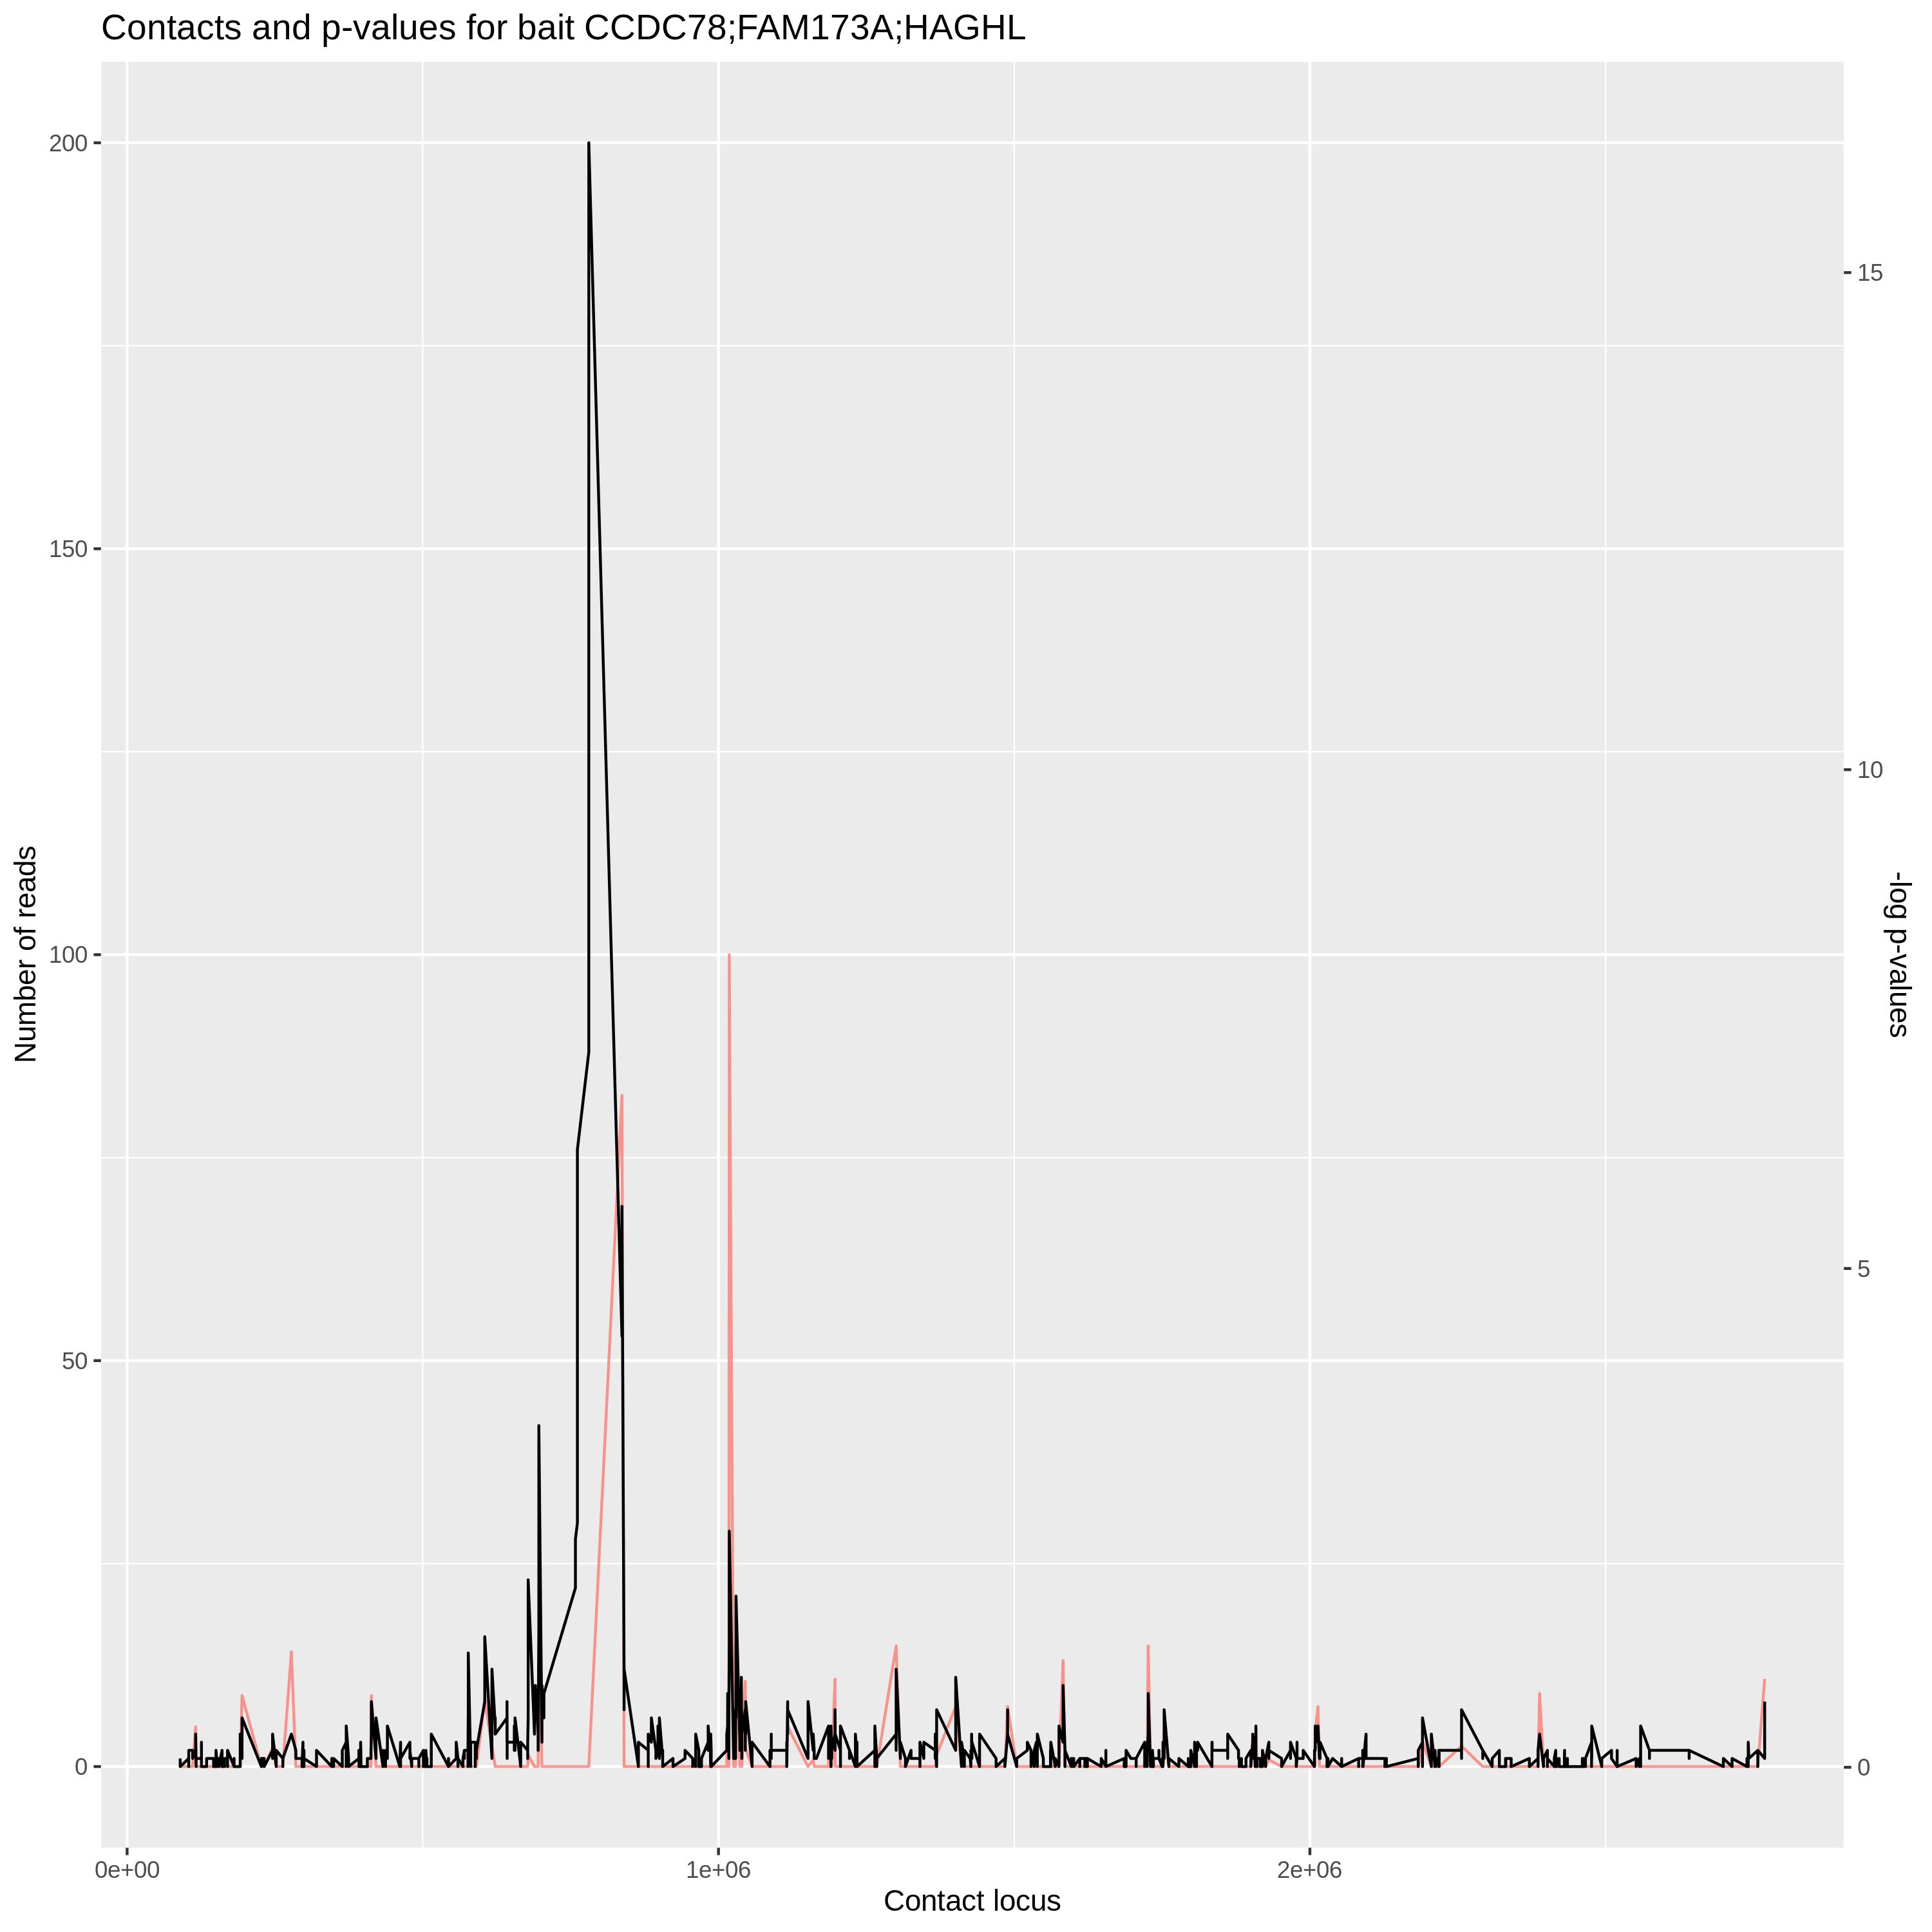 Contacts and p-values for bait CCDC78;FAM173A;HAGHL
200
150
100
50
0
Number of reads
15
10
5
0
-log p-values
0e+00
1e+06
2e+06
Contact locus